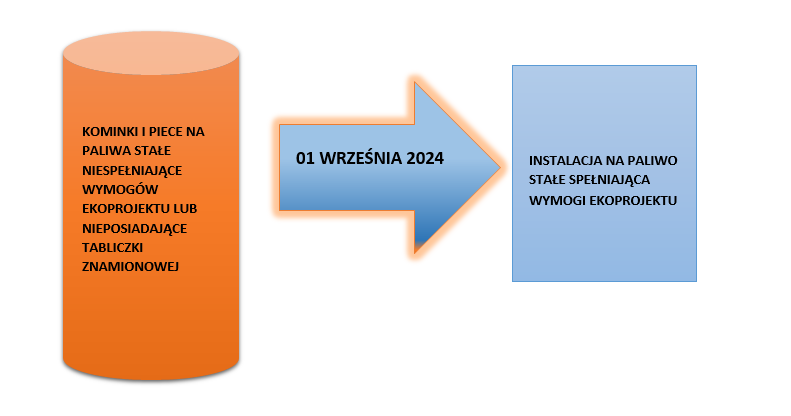 KOMINKI I PIECE NA
PALIWA STAŁE
NIESPEŁNIAJĄCE
WYMOGÓW
EKOPROJEKTU LUB
NIEPOSIADAJĄCE
TABLICZKI
ZNAMIONOWEJ
01 WRZEŚNIA 2024
INSTALACJA NA PALIWO
STAŁE SPEŁNIAJĄCA
WYMOGI EKOPROJEKTU